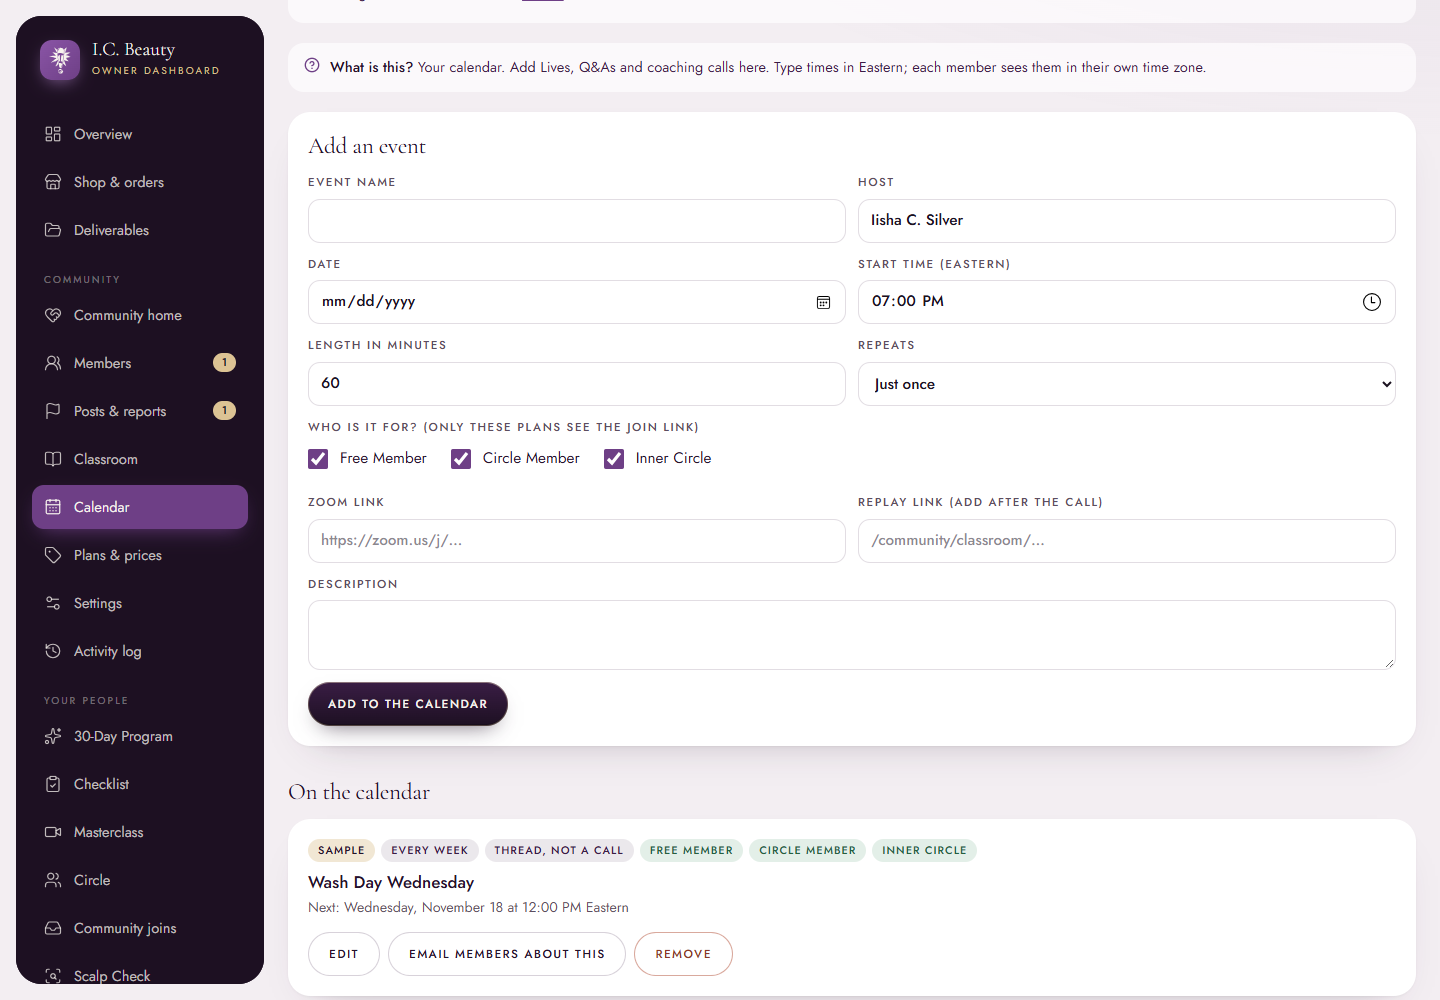 I.C. Beauty
OWNER DASHBOARD
Overview
Shop & orders
Deliverables
COMMUNITY
Community home
Members 1
Posts & reports 1
Classroom
Calendar
Plans & prices
Settings
Activity log
YOUR PEOPLE
30-Day Program
Checklist
Masterclass
Circle
Community joins
Scalp Check
What is this? Your calendar. Add Lives, Q&As and coaching calls here. Type times in Eastern; each member sees them in their own time zone.
Add an event
EVENT NAME
HOST
Iisha C. Silver
DATE
mm/dd/yyyy
START TIME (EASTERN)
07:00 PM
LENGTH IN MINUTES
60
REPEATS
Just once
WHO IS IT FOR? (ONLY THESE PLANS SEE THE JOIN LINK)
Free Member Circle Member Inner Circle
ZOOM LINK
https://zoom.us/j/...
REPLAY LINK (ADD AFTER THE CALL)
/community/classroom/...
DESCRIPTION
ADD TO THE CALENDAR
On the calendar
SAMPLE EVERY WEEK THREAD, NOT A CALL FREE MEMBER CIRCLE MEMBER INNER CIRCLE
Wash Day Wednesday
Next: Wednesday, November 18 at 12:00 PM Eastern
EDIT EMAIL MEMBERS ABOUT THIS REMOVE